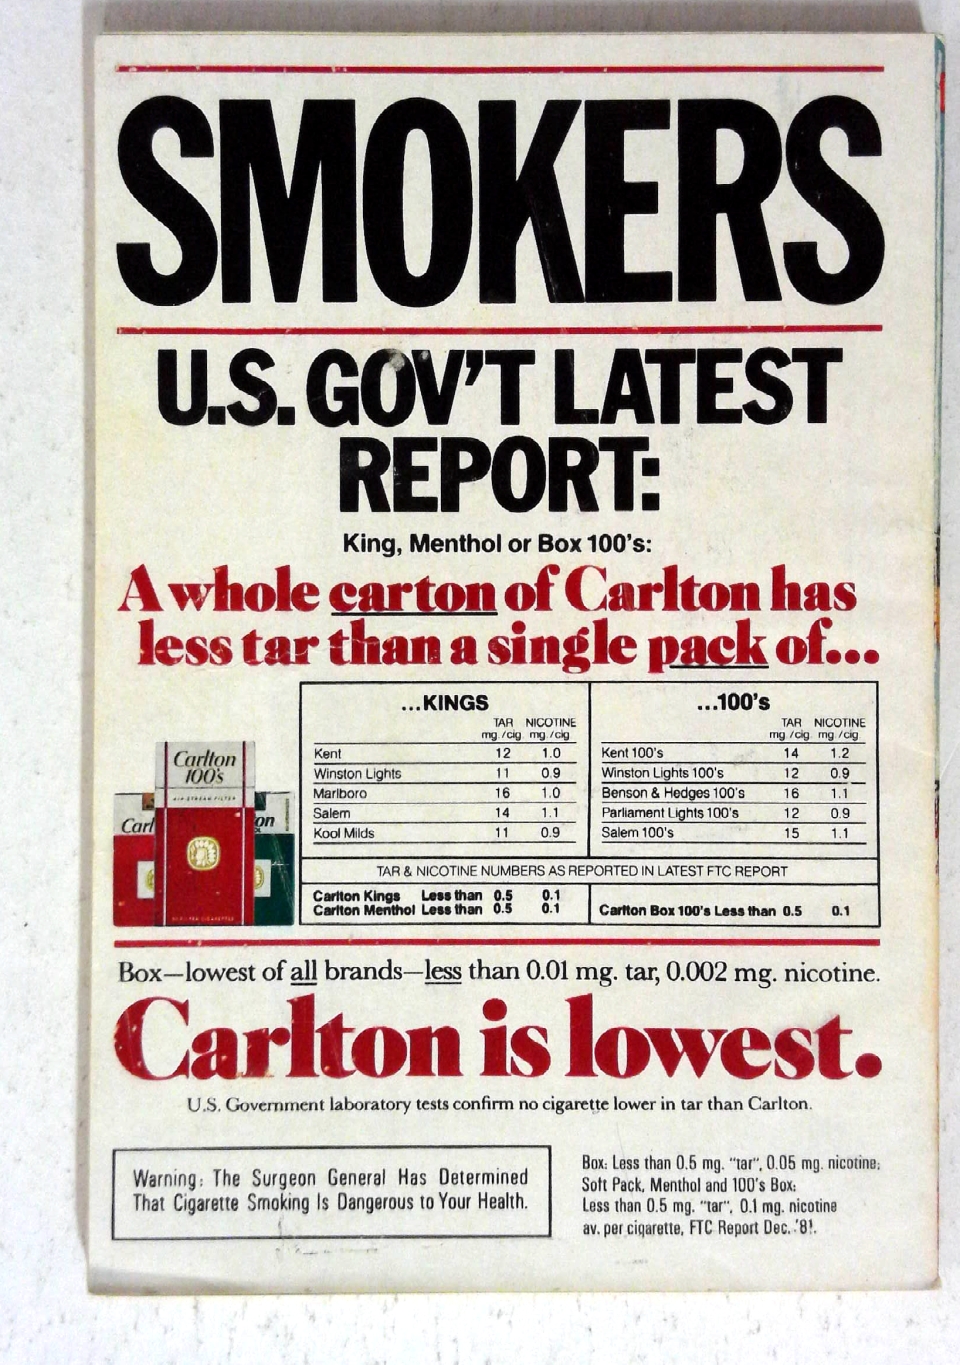 SMOKERS
U.S. GOV'T LATEST
REPORT:
King, Menthol or Box 100's:
A whole carton of Carlton has
less tar than a single pack of...
...KINGS
TAR NICOTINE
mg./cig. mg./cig.
Kent 12 1.0
Winston Lights 11 0.9
Marlboro 16 1.0
Salem 14 1.1
Kool Milds 11 0.9
...100's
TAR NICOTINE
mg./cig. mg./cig.
Kent 100's 14 1.2
Winston Lights 100's 12 0.9
Benson & Hedges 100's 16 1.1
Parliament Lights 100's 12 0.9
Salem 100's 15 1.1
TAR & NICOTINE NUMBERS AS REPORTED IN LATEST FTC REPORT
Carlton Kings Less than 0.5 0.1
Carlton Menthol Less than 0.5 0.1
Carlton Box 100's Less than 0.5 0.1
Carlton
100's
AIR-STREAM FILTER
Carl
on
Box—lowest of all brands—less than 0.01 mg. tar, 0.002 mg. nicotine.
Carlton is lowest.
U.S. Government laboratory tests confirm no cigarette lower in tar than Carlton.
Warning: The Surgeon General Has Determined
That Cigarette Smoking Is Dangerous to Your Health.
Box: Less than 0.5 mg. "tar", 0.05 mg. nicotine;
Soft Pack, Menthol and 100's Box:
Less than 0.5 mg. "tar", 0.1 mg. nicotine
av. per cigarette, FTC Report Dec. '81.